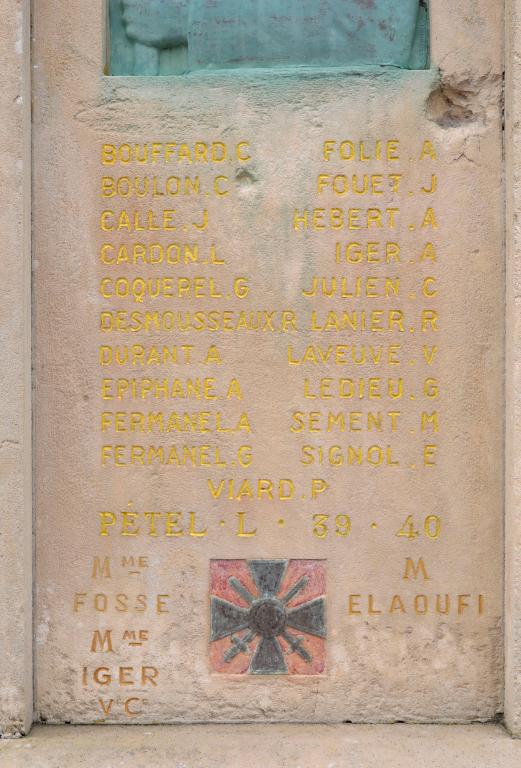 BOUFFARD.C FOLIE.A
BOULON.C FOUET.J
CALLE.J HEBERT.A
CARDON.L IGER.A
COQUEREL.G JULIEN.C
DESMOUSSEAUX.R LANIER.R
DURANT.A LAVEUVE.V
EPIPHANE.A LEDIEU.G
FERMANEL.A SEMENT.M
FERMANEL.G SIGNOL.E
VIARD.P
PÉTEL·L·39·40
MME M
FOSSE ELAOUFI
MME
IGER
VC